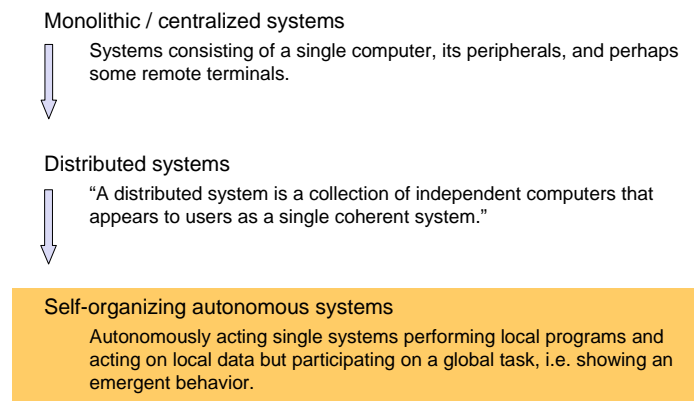 Monolithic / centralized systems
Systems consisting of a single computer, its peripherals, and perhaps
some remote terminals.
Distributed systems
“A distributed system is a collection of independent computers that
appears to users as a single coherent system.”
Self-organizing autonomous systems
Autonomously acting single systems performing local programs and
acting on local data but participating on a global task, i.e. showing an
emergent behavior.